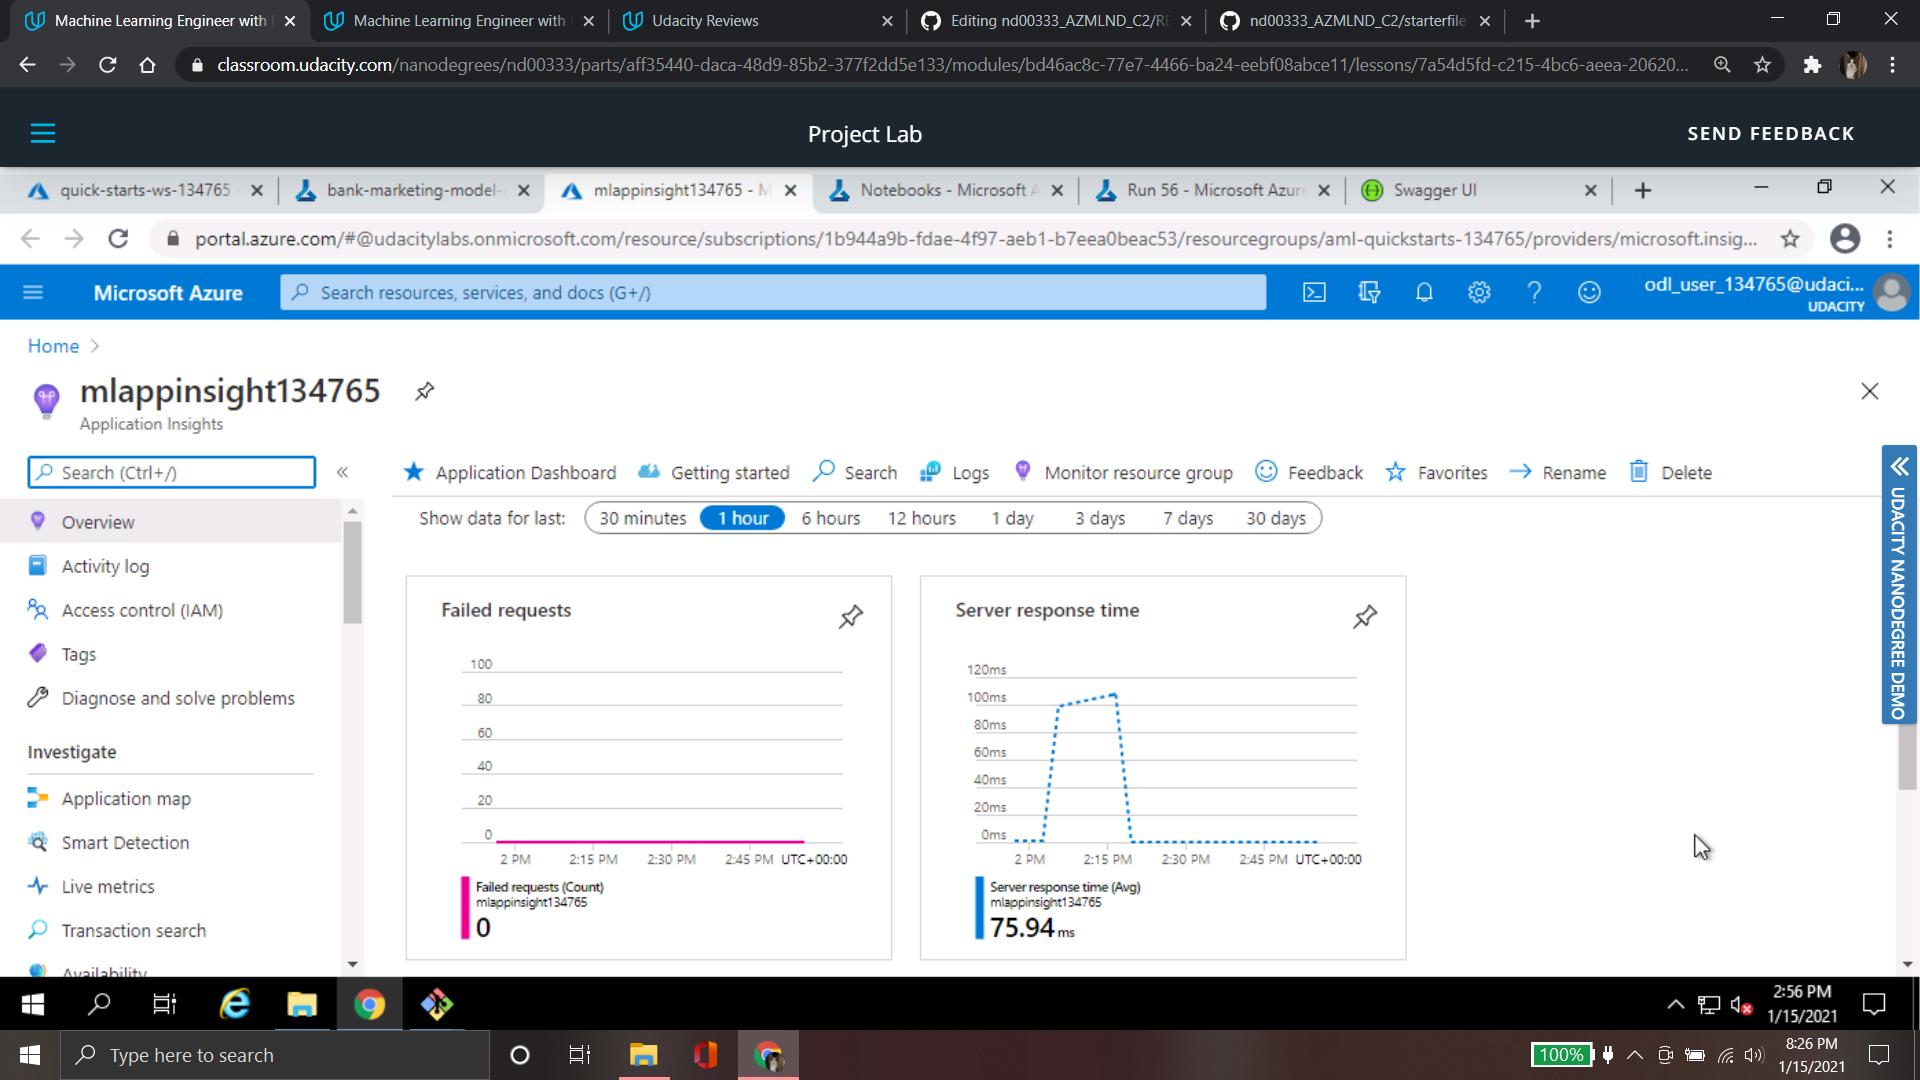 Machine Learning Engineer with
Machine Learning Engineer with
Udacity Reviews
Editing nd00333_AZMLND_C2/RE
nd00333_AZMLND_C2/starterfile
classroom.udacity.com/nanodegrees/nd00333/parts/aff35440-daca-48d9-85b2-377f2dd5e133/modules/bd46ac8c-77e7-4466-ba24-eebf08abce11/lessons/7a54d5fd-c215-4bc6-aeea-20620...
Project Lab
SEND FEEDBACK
quick-starts-ws-134765
bank-marketing-model-
mlappinsight134765 - M
Notebooks - Microsoft A
Run 56 - Microsoft Azure
Swagger UI
portal.azure.com/#@udacitylabs.onmicrosoft.com/resource/subscriptions/1b944a9b-fdae-4f97-aeb1-b7eea0beac53/resourcegroups/aml-quickstarts-134765/providers/microsoft.insig...
Microsoft Azure
Search resources, services, and docs (G+/)
odl_user_134765@udaci...
UDACITY
Home
mlappinsight134765
Application Insights
Search (Ctrl+/)
Application Dashboard
Getting started
Search
Logs
Monitor resource group
Feedback
Favorites
Rename
Delete
Show data for last:
30 minutes
1 hour
6 hours
12 hours
1 day
3 days
7 days
30 days
Overview
Activity log
Access control (IAM)
Tags
Diagnose and solve problems
Investigate
Application map
Smart Detection
Live metrics
Transaction search
Availability
Failed requests
100
80
60
40
20
0
2 PM
2:15 PM
2:30 PM
2:45 PM
UTC+00:00
Failed requests (Count)
mlappinsight134765
0
Server response time
120ms
100ms
80ms
60ms
40ms
20ms
0ms
2 PM
2:15 PM
2:30 PM
2:45 PM
UTC+00:00
Server response time (Avg)
mlappinsight134765
75.94 ms
UDACITY NANODEGREE DEMO
2:56 PM
1/15/2021
Type here to search
100%
8:26 PM
1/15/2021